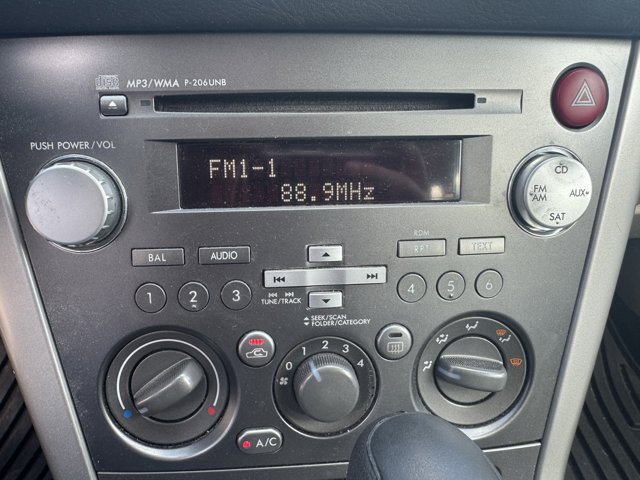 MP3/WMA P-206UNB
PUSH POWER/VOL
FM1-1
88.9MHz
CD
FM
AM
AUX
SAT
BAL
AUDIO
RDM
RPT
TEXT
TUNE/TRACK
SEEK/SCAN
FOLDER/CATEGORY
1
2
3
4
5
6
0 1 2 3 4
A/C